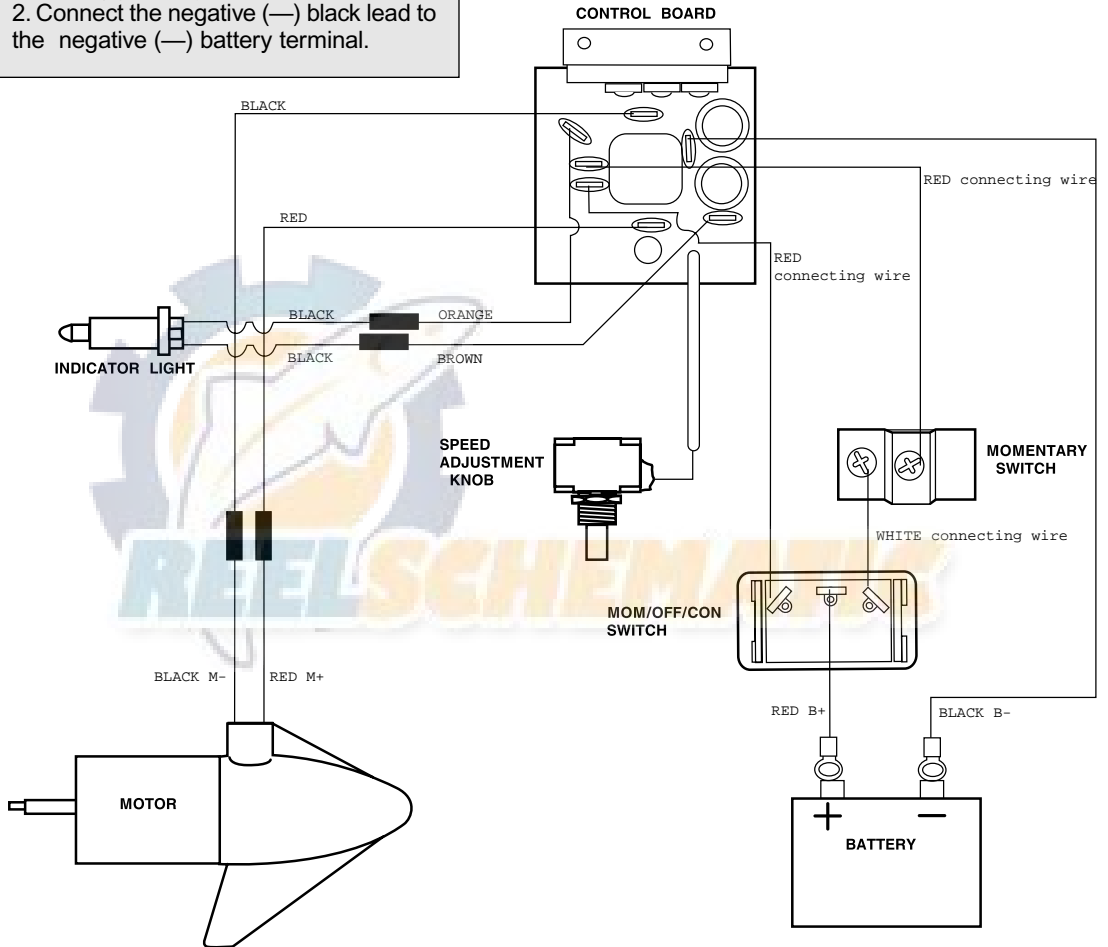 2. Connect the negative (—) black lead to
the negative (—) battery terminal.
CONTROL BOARD
BLACK
RED connecting wire
RED
RED
connecting wire
BLACK
ORANGE
INDICATOR LIGHT
BLACK
BROWN
SPEED
ADJUSTMENT
KNOB
MOMENTARY
SWITCH
WHITE connecting wire
REELSCHEMATIC
MOM/OFF/CON
SWITCH
BLACK M-
RED M+
RED B+
BLACK B-
MOTOR
+
—
BATTERY